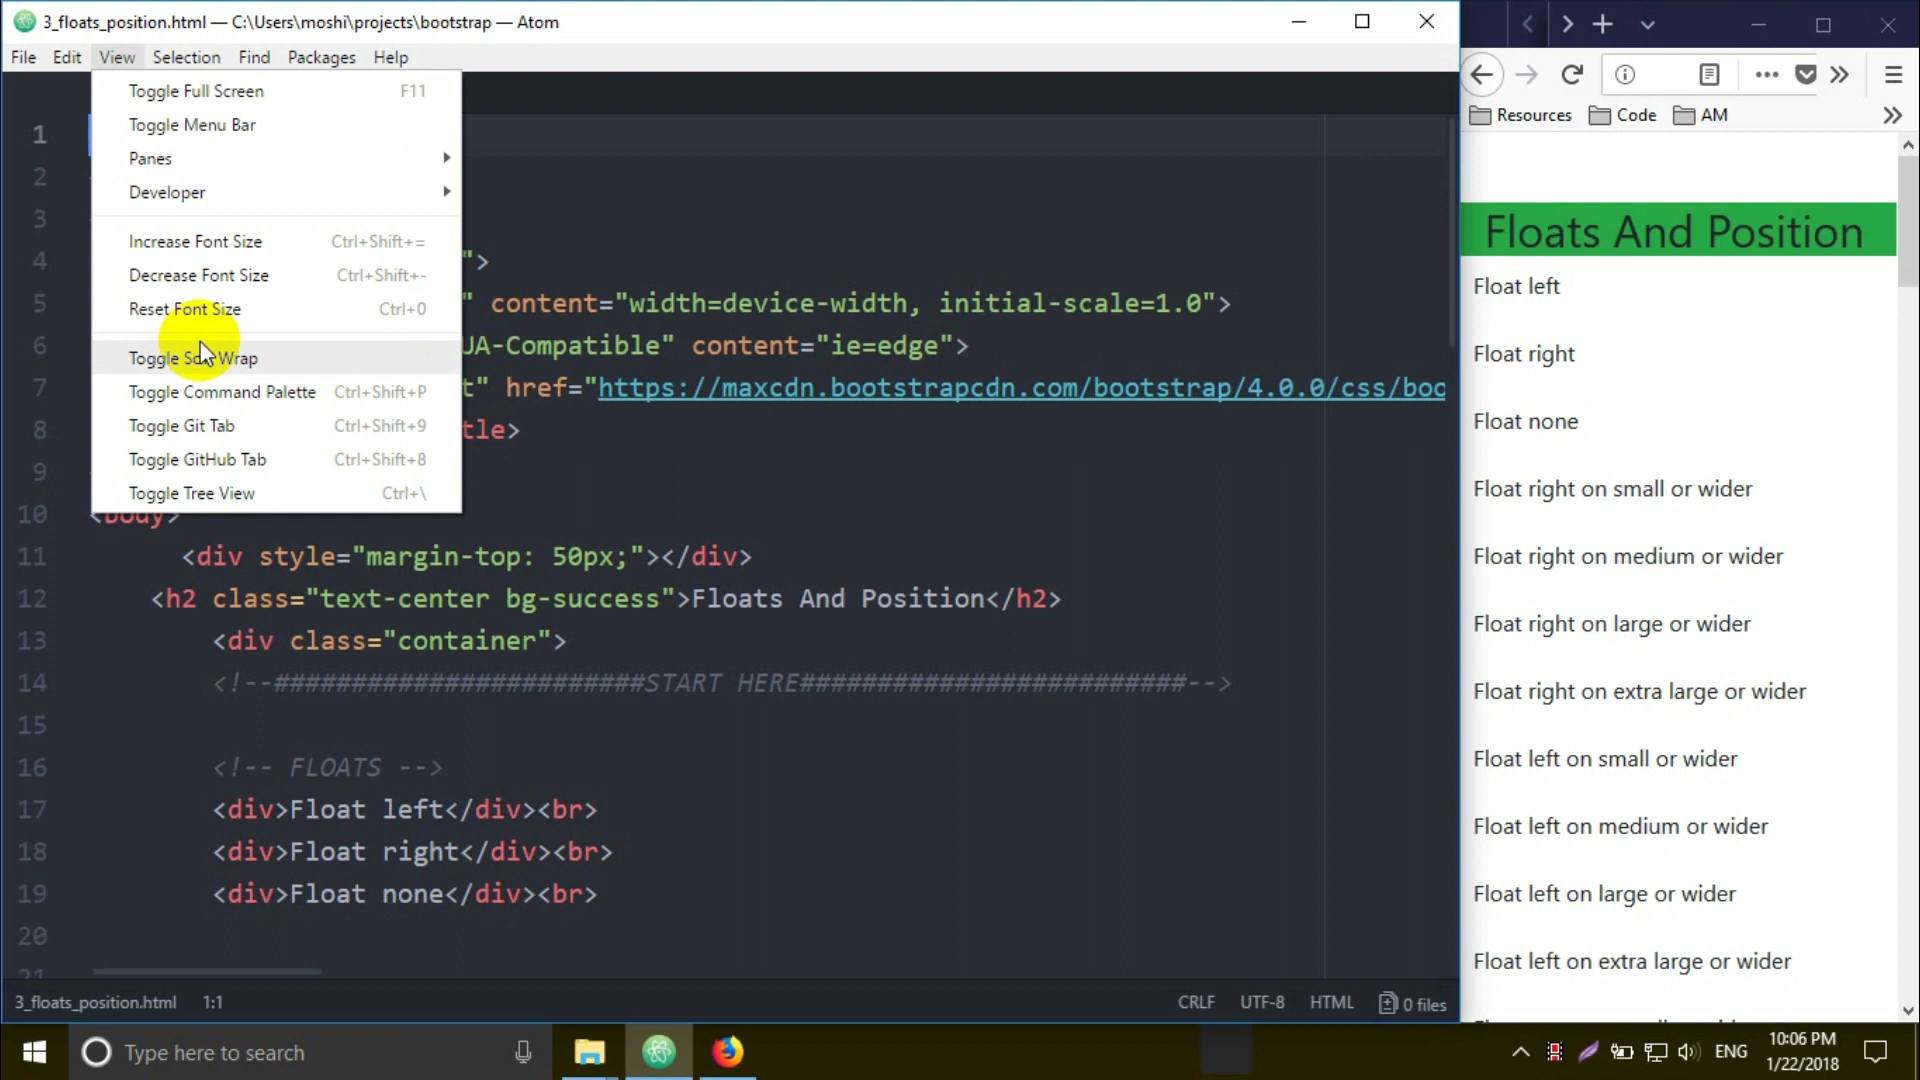 3_floats_position.html — C:\Users\moshi\projects\bootstrap — Atom
File Edit View Selection Find Packages Help
Toggle Full Screen F11
Toggle Menu Bar
Panes
Developer
Increase Font Size Ctrl+Shift+=
Decrease Font Size Ctrl+Shift+-
Reset Font Size Ctrl+0
Toggle Soft Wrap
Toggle Command Palette Ctrl+Shift+P
Toggle Git Tab Ctrl+Shift+9
Toggle GitHub Tab Ctrl+Shift+8
Toggle Tree View Ctrl+\
1
2
3
4 ">
5 " content="width=device-width, initial-scale=1.0">
6 UA-Compatible" content="ie=edge">
7 t" href="https://maxcdn.bootstrapcdn.com/bootstrap/4.0.0/css/boo
8 tle>
9
10 <body>
11 <div style="margin-top: 50px;"></div>
12 <h2 class="text-center bg-success">Floats And Position</h2>
13 <div class="container">
14 <!--########################START HERE#########################-->
15
16 <!-- FLOATS -->
17 <div>Float left</div><br>
18 <div>Float right</div><br>
19 <div>Float none</div><br>
20
21
3_floats_position.html 1:1 CRLF UTF-8 HTML 0 files
Resources Code AM
Floats And Position
Float left
Float right
Float none
Float right on small or wider
Float right on medium or wider
Float right on large or wider
Float right on extra large or wider
Float left on small or wider
Float left on medium or wider
Float left on large or wider
Float left on extra large or wider
Type here to search
ENG
10:06 PM
1/22/2018